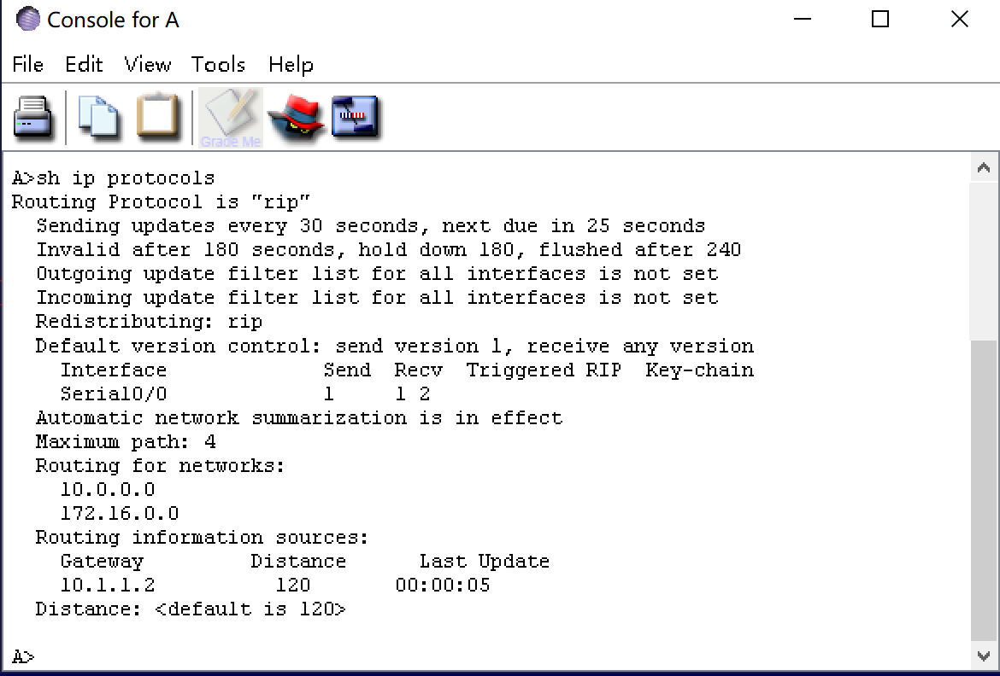 Console for A
File Edit View Tools Help
Grade Me
A>sh ip protocols
Routing Protocol is "rip"
  Sending updates every 30 seconds, next due in 25 seconds
  Invalid after 180 seconds, hold down 180, flushed after 240
  Outgoing update filter list for all interfaces is not set
  Incoming update filter list for all interfaces is not set
  Redistributing: rip
  Default version control: send version 1, receive any version
    Interface             Send  Recv  Triggered RIP  Key-chain
    Serial0/0             1     1 2
  Automatic network summarization is in effect
  Maximum path: 4
  Routing for networks:
    10.0.0.0
    172.16.0.0
  Routing information sources:
    Gateway         Distance      Last Update
    10.1.1.2          120       00:00:05
  Distance: <default is 120>
A>